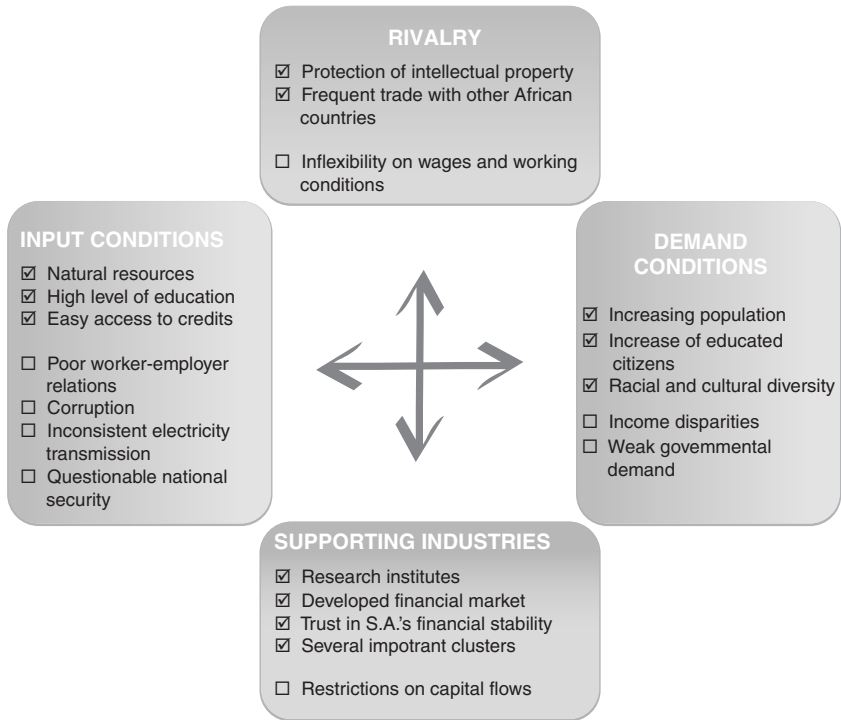 RIVALRY
☑ Protection of intellectual property
☑ Frequent trade with other African
countries
☐ Inflexibility on wages and working
conditions
INPUT CONDITIONS
☑ Natural resources
☑ High level of education
☑ Easy access to credits
☐ Poor worker-employer
relations
☐ Corruption
☐ Inconsistent electricity
transmission
☐ Questionable national
security
DEMAND
CONDITIONS
☑ Increasing population
☑ Increase of educated
citizens
☑ Racial and cultural diversity
☐ Income disparities
☐ Weak govemmental
demand
SUPPORTING INDUSTRIES
☑ Research institutes
☑ Developed financial market
☑ Trust in S.A.'s financial stability
☑ Several impotrant clusters
☐ Restrictions on capital flows